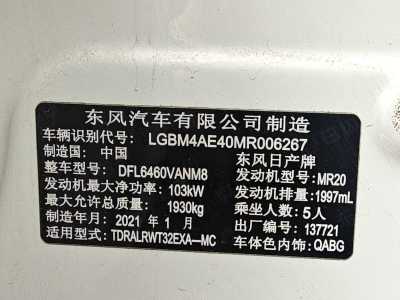 东风汽车有限公司制造
车辆识别代号： LGBM4AE40MR006267
制造国： 中国 东风日产牌
整车型号： DFL6460VANM8 发动机型号：MR20
发动机最大净功率： 103kW 发动机排量：1997mL
最大允许总质量： 1930kg 乘坐人数：5人
制造年月： 2021 年 1 月 出厂编号：137721
适用型号：TDRALRWT32EXA—MC 车体色内饰：QABG